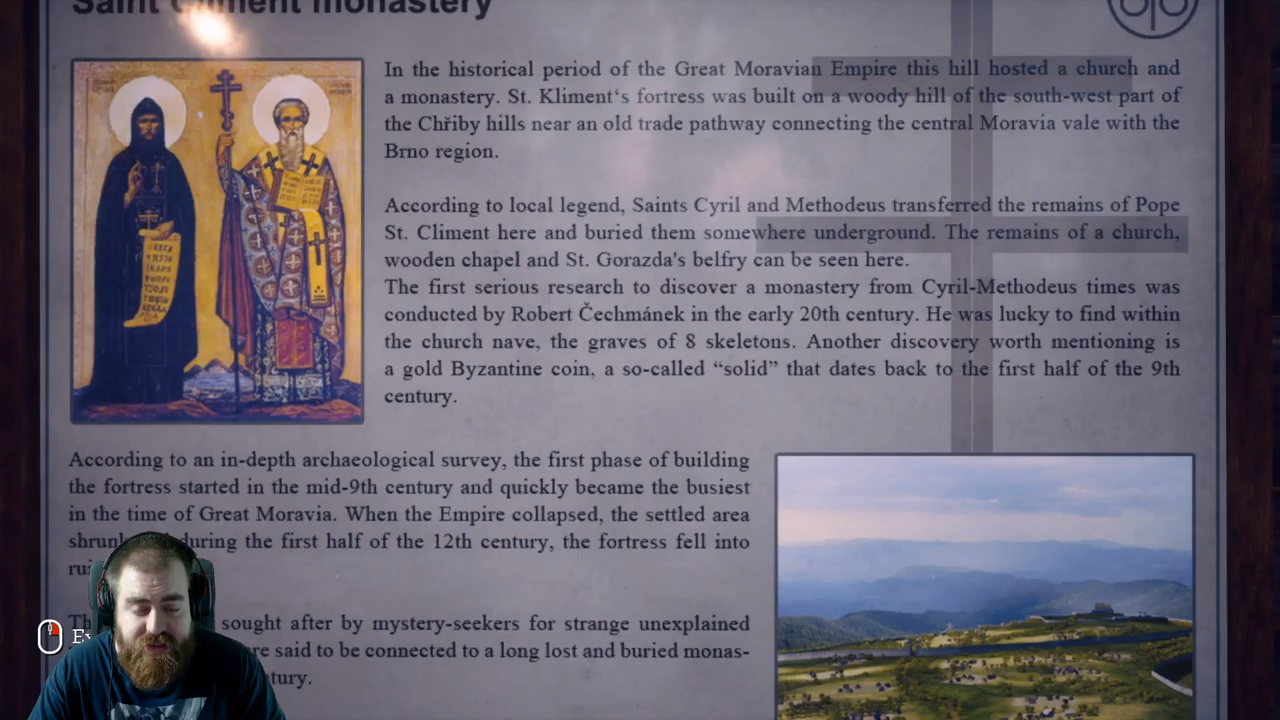 Saint Climent monastery
In the historical period of the Great Moravian Empire this hill hosted a church and
a monastery. St. Kliment‘s fortress was built on a woody hill of the south-west part of
the Chřiby hills near an old trade pathway connecting the central Moravia vale with the
Brno region.
According to local legend, Saints Cyril and Methodeus transferred the remains of Pope
St. Climent here and buried them somewhere underground. The remains of a church,
wooden chapel and St. Gorazda's belfry can be seen here.
The first serious research to discover a monastery from Cyril-Methodeus times was
conducted by Robert Čechmánek in the early 20th century. He was lucky to find within
the church nave, the graves of 8 skeletons. Another discovery worth mentioning is
a gold Byzantine coin, a so-called “solid” that dates back to the first half of the 9th
century.
According to an in-depth archaeological survey, the first phase of building
the fortress started in the mid-9th century and quickly became the busiest
in the time of Great Moravia. When the Empire collapsed, the settled area
during the first half of the 12th century, the fortress fell into
sought after by mystery-seekers for strange unexplained
said to be connected to a long lost and buried monas-